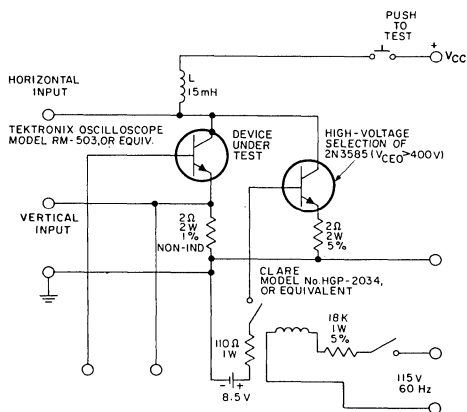 PUSH
TO
TEST
+
VCC
L
15mH
HORIZONTAL
INPUT
TEKTRONIX OSCILLOSCOPE
MODEL RM-503, OR EQUIV.
DEVICE
UNDER
TEST
HIGH-VOLTAGE
SELECTION OF
2N3585 (VCEO>400V)
VERTICAL
INPUT
2Ω
2W
1%
NON-IND
2Ω
2W
5%
CLARE
MODEL No. HGP-2034,
OR EQUIVALENT
110Ω
1W
18K
1W
5%
- +
8.5V
115V
60 Hz